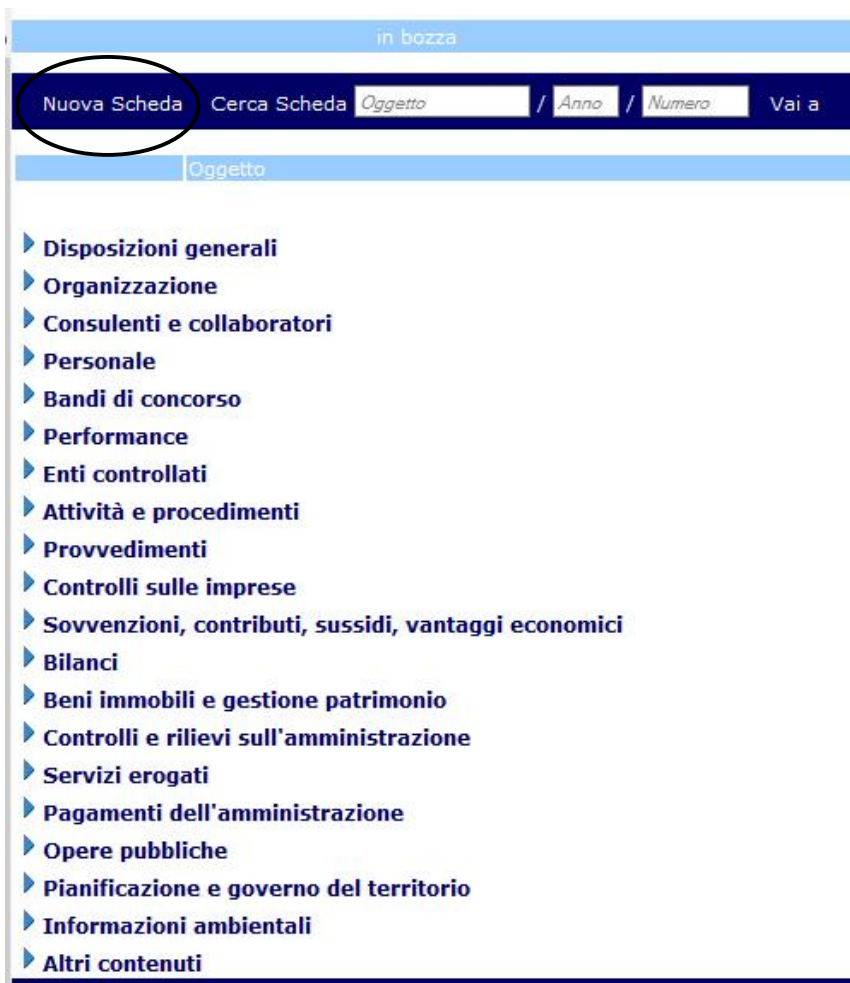 in bozza
Nuova Scheda Cerca Scheda Oggetto / Anno / Numero Vai a
Oggetto
Disposizioni generali
Organizzazione
Consulenti e collaboratori
Personale
Bandi di concorso
Performance
Enti controllati
Attività e procedimenti
Provvedimenti
Controlli sulle imprese
Sovvenzioni, contributi, sussidi, vantaggi economici
Bilanci
Beni immobili e gestione patrimonio
Controlli e rilievi sull'amministrazione
Servizi erogati
Pagamenti dell'amministrazione
Opere pubbliche
Pianificazione e governo del territorio
Informazioni ambientali
Altri contenuti